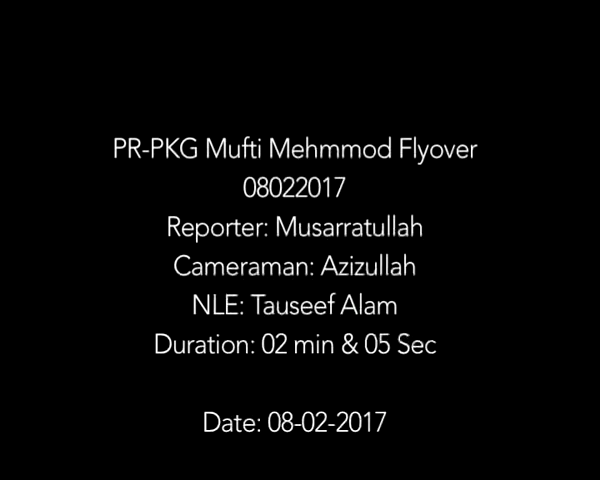 PR-PKG Mufti Mehmmod Flyover
08022017
Reporter: Musarratullah
Cameraman: Azizullah
NLE: Tauseef Alam
Duration: 02 min & 05 Sec
Date: 08-02-2017